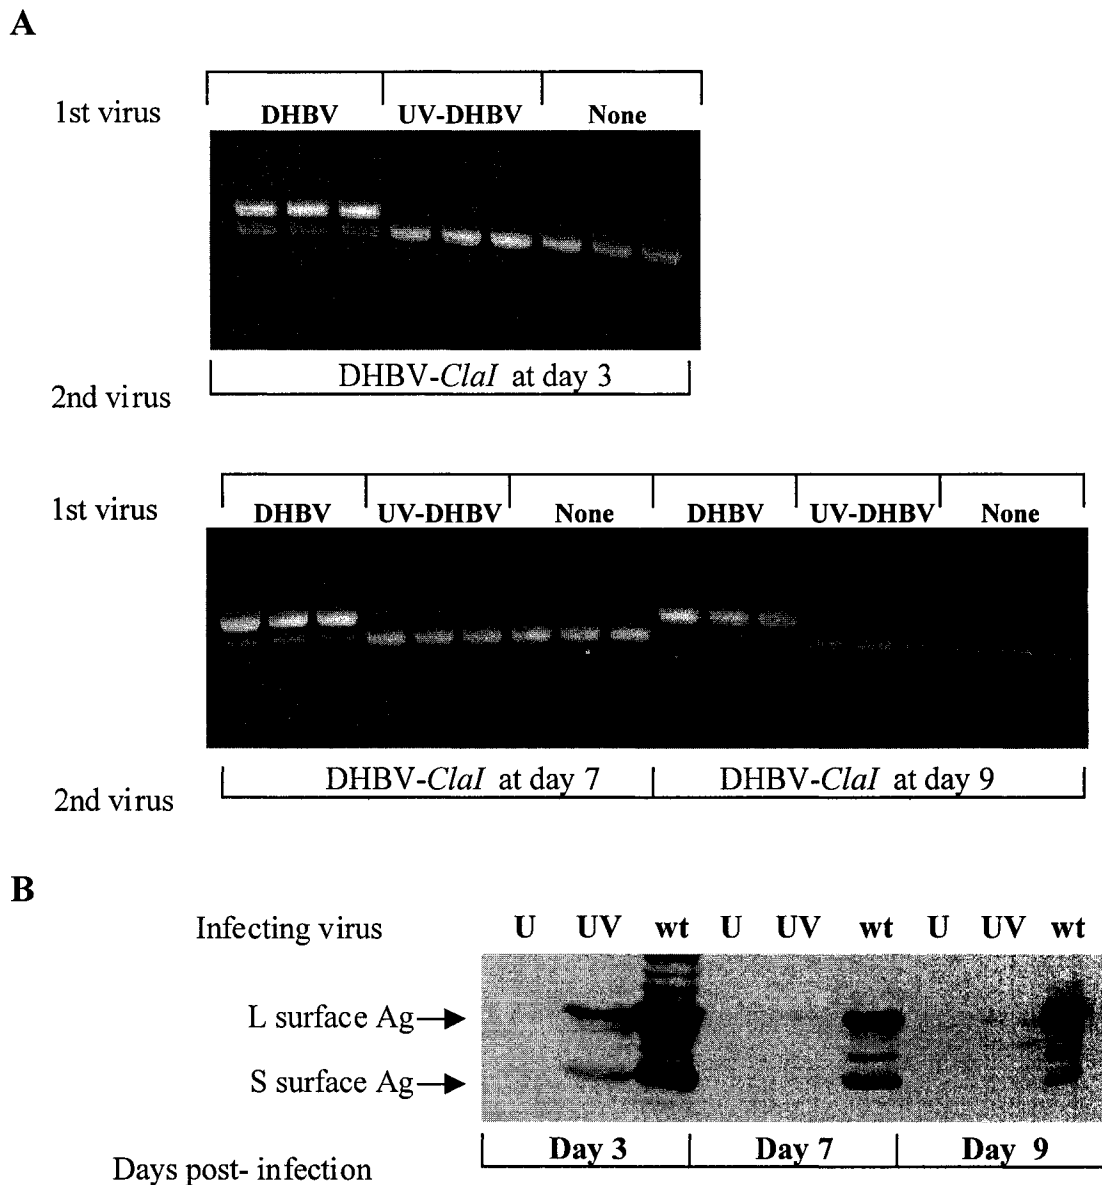 A
1st virus
DHBV UV-DHBV None
DHBV-ClaI at day 3
2nd virus
1st virus
DHBV UV-DHBV None DHBV UV-DHBV None
DHBV-ClaI at day 7 DHBV-ClaI at day 9
2nd virus
B
Infecting virus U UV wt U UV wt U UV wt
L surface Ag
S surface Ag
Day 3 Day 7 Day 9
Days post- infection